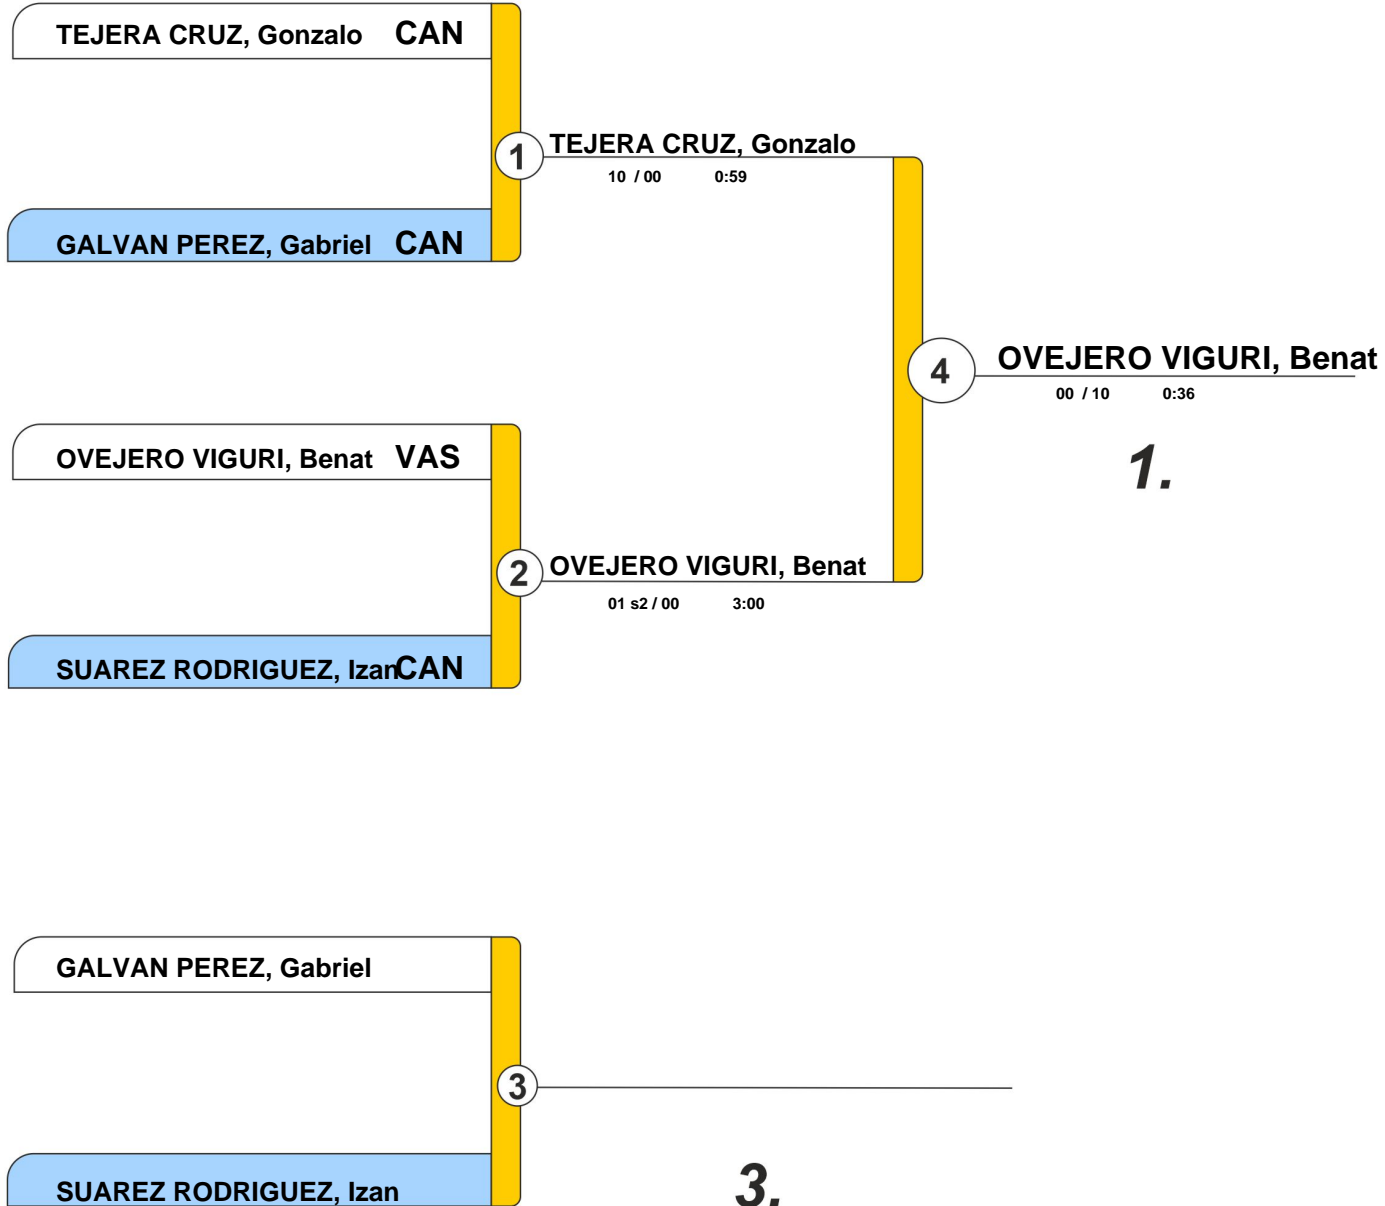 TEJERA CRUZ, Gonzalo CAN
1
TEJERA CRUZ, Gonzalo
10 / 00 0:59
GALVAN PEREZ, Gabriel CAN
4
OVEJERO VIGURI, Benat
00 / 10 0:36
1.
OVEJERO VIGURI, Benat VAS
2
OVEJERO VIGURI, Benat
01 s2 / 00 3:00
SUAREZ RODRIGUEZ, Izan CAN
GALVAN PEREZ, Gabriel
3
SUAREZ RODRIGUEZ, Izan
3.